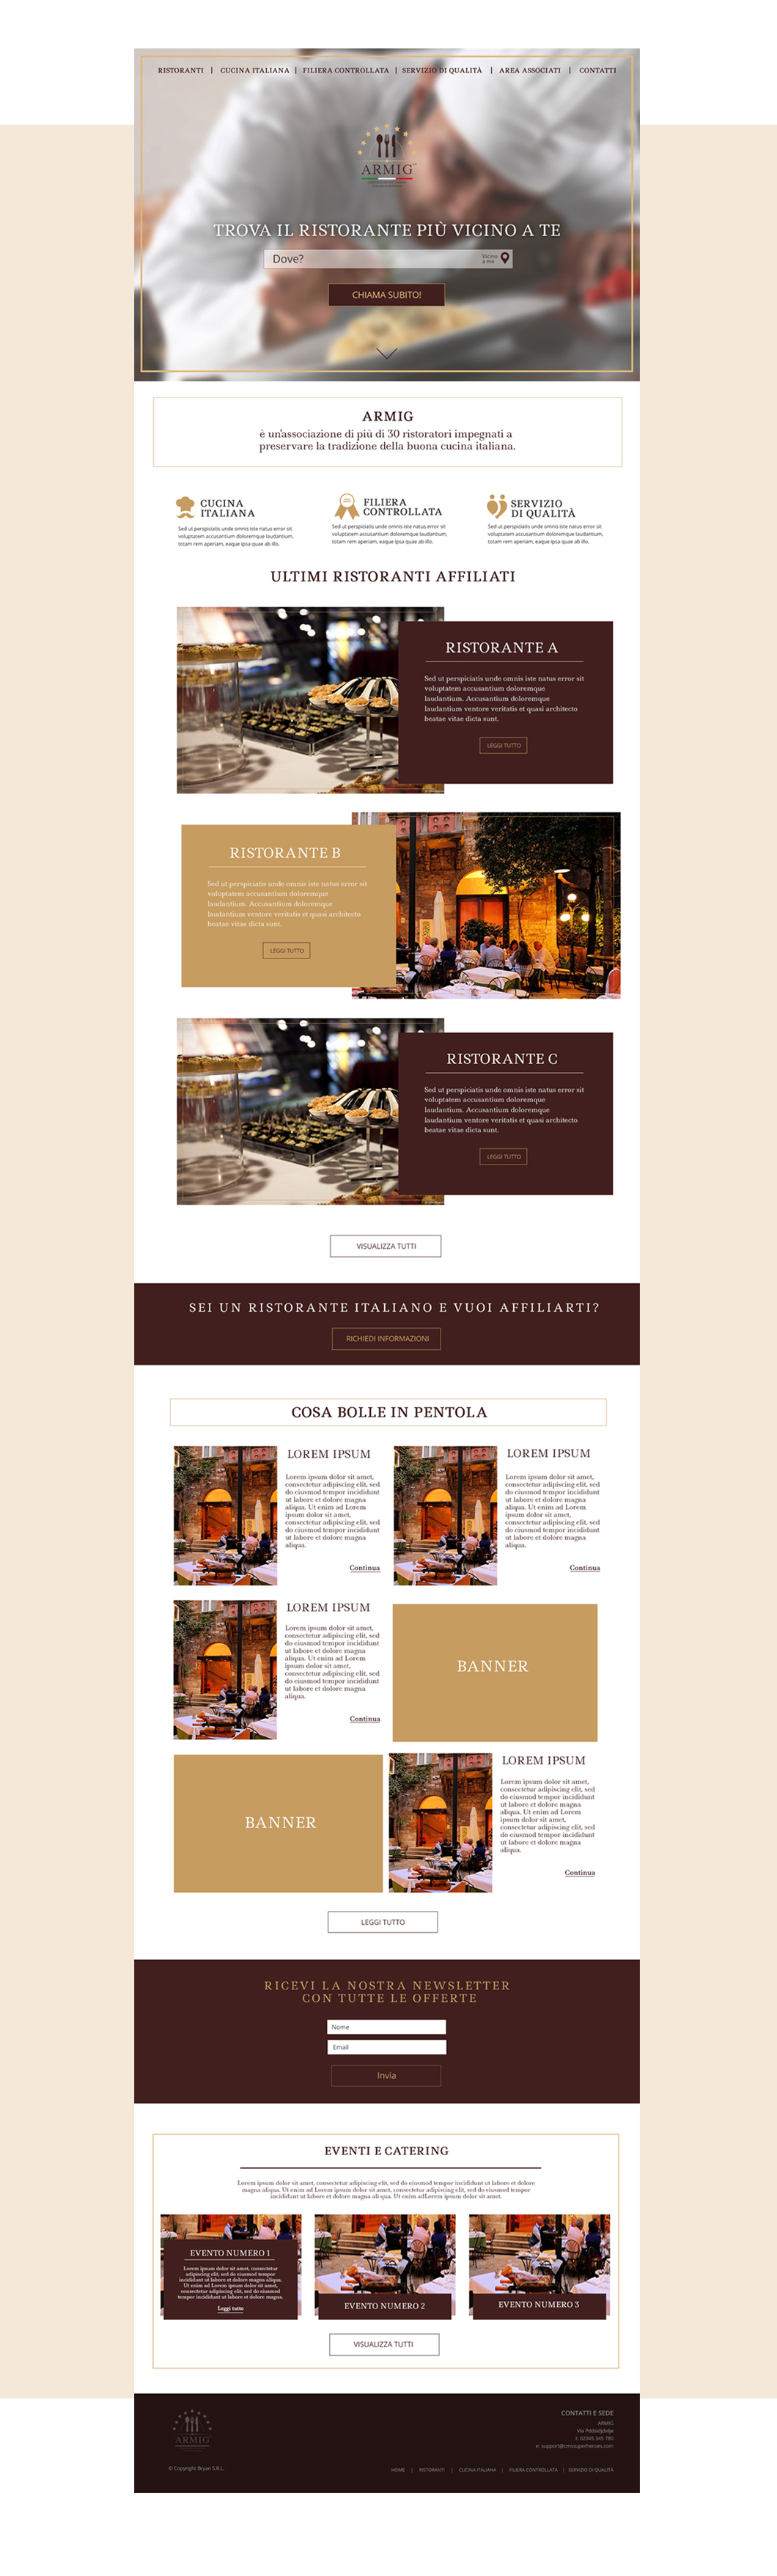 RISTORANTI | CUCINA ITALIANA | FILIERA CONTROLLATA | SERVIZIO DI QUALITÀ | AREA ASSOCIATI | CONTATTI
ARMIG
TROVA IL RISTORANTE PIÙ VICINO A TE
Dove?
Vicino
a me
CHIAMA SUBITO!
ARMIG
è un'associazione di più di 30 ristoratori impegnati a
preservare la tradizione della buona cucina italiana.
CUCINA
ITALIANA
Sed ut perspiciatis unde omnis iste natus error sit
voluptatem accusantium doloremque laudantium,
totam rem aperiam, eaque ipsa quae ab illo.
FILIERA
CONTROLLATA
Sed ut perspiciatis unde omnis iste natus error sit
voluptatem accusantium doloremque laudantium,
totam rem aperiam, eaque ipsa quae ab illo.
SERVIZIO
DI QUALITÀ
Sed ut perspiciatis unde omnis iste natus error sit
voluptatem accusantium doloremque laudantium,
totam rem aperiam, eaque ipsa quae ab illo.
ULTIMI RISTORANTI AFFILIATI
RISTORANTE A
Sed ut perspiciatis unde omnis iste natus error sit
voluptatem accusantium doloremque
laudantium. Accusantium doloremque
laudantium ventore veritatis et quasi architecto
beatae vitae dicta sunt.
LEGGI TUTTO
RISTORANTE B
Sed ut perspiciatis unde omnis iste natus error sit
voluptatem accusantium doloremque
laudantium. Accusantium doloremque
laudantium ventore veritatis et quasi architecto
beatae vitae dicta sunt.
LEGGI TUTTO
RISTORANTE C
Sed ut perspiciatis unde omnis iste natus error sit
voluptatem accusantium doloremque
laudantium. Accusantium doloremque
laudantium ventore veritatis et quasi architecto
beatae vitae dicta sunt.
LEGGI TUTTO
VISUALIZZA TUTTI
SEI UN RISTORANTE ITALIANO E VUOI AFFILIARTI?
RICHIEDI INFORMAZIONI
COSA BOLLE IN PENTOLA
LOREM IPSUM
Lorem ipsum dolor sit amet,
consectetur adipiscing elit, sed
do eiusmod tempor incididunt
ut labore et dolore magna
aliqua. Ut enim ad Lorem
ipsum dolor sit amet,
consectetur adipiscing elit, sed
do eiusmod tempor incididunt
ut labore et dolore magna
aliqua.
Continua
LOREM IPSUM
Lorem ipsum dolor sit amet,
consectetur adipiscing elit, sed
do eiusmod tempor incididunt
ut labore et dolore magna
aliqua. Ut enim ad Lorem
ipsum dolor sit amet,
consectetur adipiscing elit, sed
do eiusmod tempor incididunt
ut labore et dolore magna
aliqua.
Continua
LOREM IPSUM
Lorem ipsum dolor sit amet,
consectetur adipiscing elit, sed
do eiusmod tempor incididunt
ut labore et dolore magna
aliqua. Ut enim ad Lorem
ipsum dolor sit amet,
consectetur adipiscing elit, sed
do eiusmod tempor incididunt
ut labore et dolore magna
aliqua.
Continua
BANNER
BANNER
LOREM IPSUM
Lorem ipsum dolor sit amet,
consectetur adipiscing elit, sed
do eiusmod tempor incididunt
ut labore et dolore magna
aliqua. Ut enim ad Lorem
ipsum dolor sit amet,
consectetur adipiscing elit, sed
do eiusmod tempor incididunt
ut labore et dolore magna
aliqua.
Continua
LEGGI TUTTO
RICEVI LA NOSTRA NEWSLETTER
CON TUTTE LE OFFERTE
Nome
Email
Invia
EVENTI E CATERING
Lorem ipsum dolor sit amet, consectetur adipiscing elit, sed do eiusmod tempor incididunt ut labore et dolore
magna aliqua. Ut enim ad Lorem ipsum dolor sit amet, consectetur adipiscing elit, sed do eiusmod tempor
incididunt ut labore et dolore magna ali qua. Ut enim adLorem ipsum dolor sit amet.
EVENTO NUMERO 1
Lorem ipsum dolor sit amet, consectetur
adipiscing elit, sed do eiusmod tempor
incididunt ut labore et dolore magna aliqua.
Ut enim ad Lorem ipsum dolor sit amet,
consectetur adipiscing elit, sed do eiusmod
tempor incididunt ut labore et dolore magna.
Leggi tutto
EVENTO NUMERO 2
EVENTO NUMERO 3
VISUALIZZA TUTTI
ARMIG
© Copyright Bryan S.R.L.
CONTATTI E SEDE
ARMIG
t: 02345 345 780
e: support@cmssuperheroes.com
HOME | RISTORANTI | CUCINA ITALIANA | FILIERA CONTROLLATA | SERVIZIO DI QUALITÀ